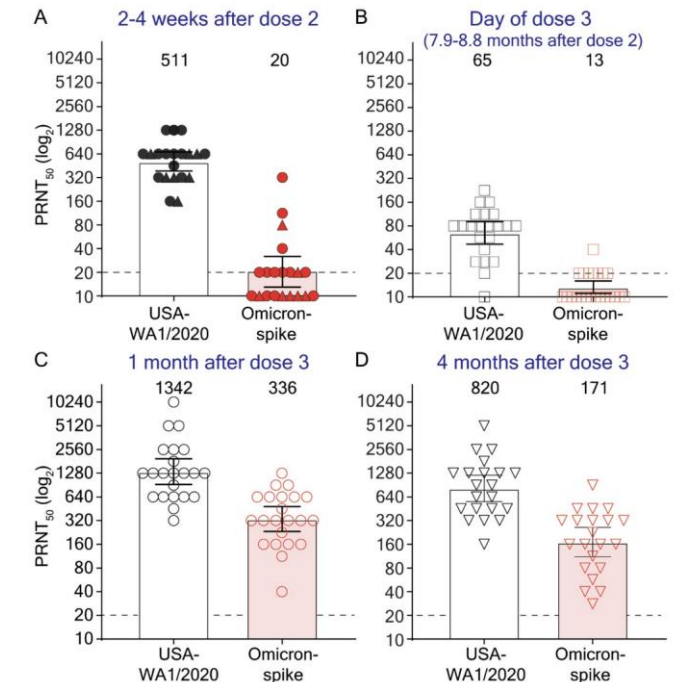 A
2-4 weeks after dose 2
511
20
PRNT50 (log2)
10240
5120
2560
1280
640
320
160
80
40
20
10
USA-
WA1/2020
Omicron-
spike
B
Day of dose 3
(7.9-8.8 months after dose 2)
65
13
10240
5120
2560
1280
640
320
160
80
40
20
10
USA-
WA1/2020
Omicron-
spike
C
1 month after dose 3
1342
336
PRNT50 (log2)
10240
5120
2560
1280
640
320
160
80
40
20
10
USA-
WA1/2020
Omicron-
spike
D
4 months after dose 3
820
171
10240
5120
2560
1280
640
320
160
80
40
20
10
USA-
WA1/2020
Omicron-
spike